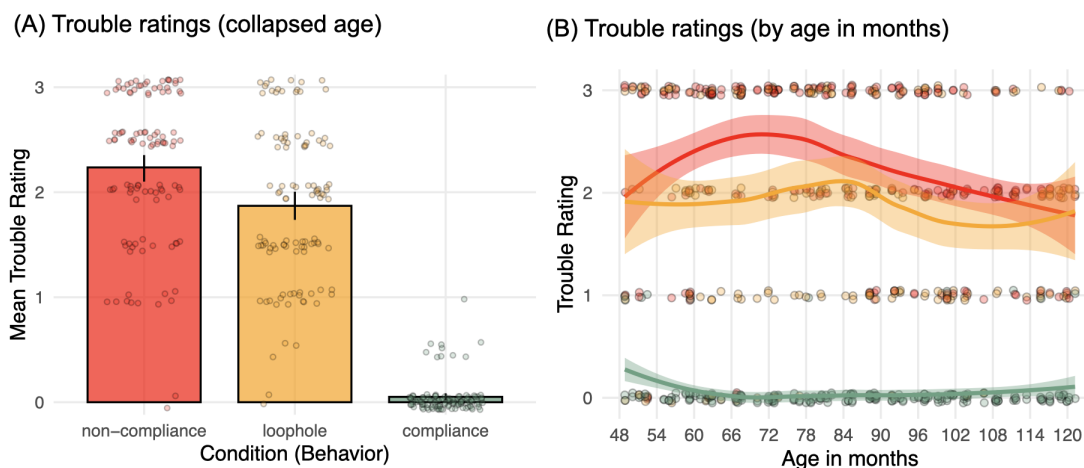 (A) Trouble ratings (collapsed age)
Mean Trouble Rating
3
2
1
0
non−compliance loophole compliance
Condition (Behavior)
(B) Trouble ratings (by age in months)
Trouble Rating
3
2
1
0
48 54 60 66 72 78 84 90 96 102 108 114 120
Age in months